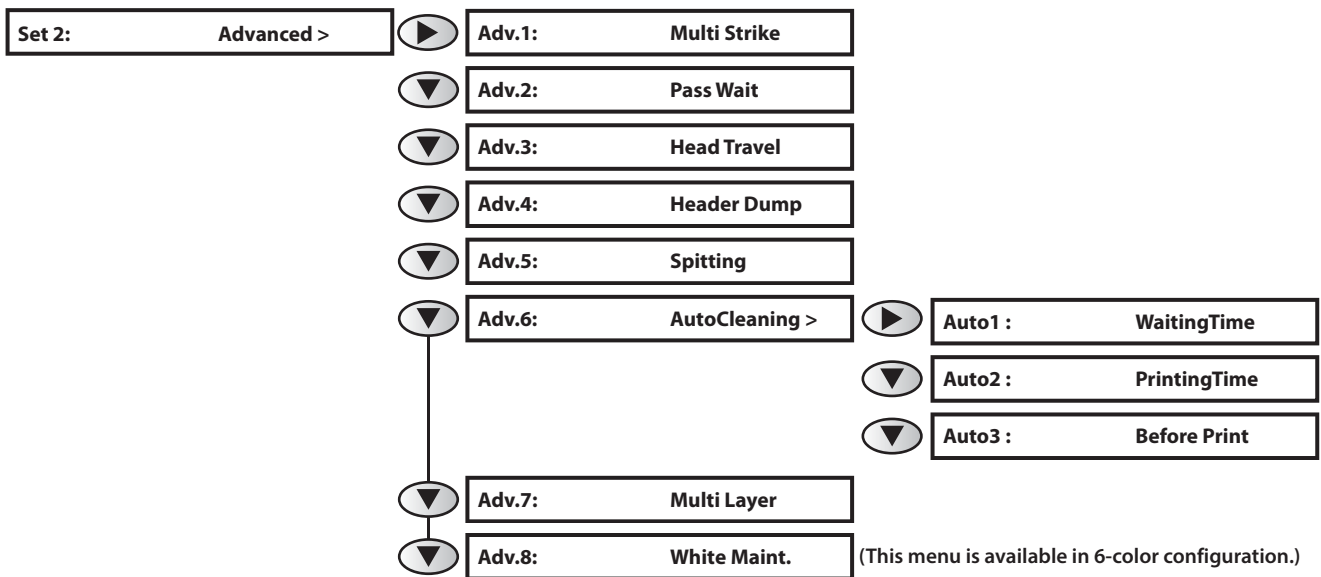 Set 2: Advanced >
Adv.1: Multi Strike
Adv.2: Pass Wait
Adv.3: Head Travel
Adv.4: Header Dump
Adv.5: Spitting
Adv.6: AutoCleaning >
Auto1 : WaitingTime
Auto2 : PrintingTime
Auto3 : Before Print
Adv.7: Multi Layer
Adv.8: White Maint.
(This menu is available in 6-color configuration.)